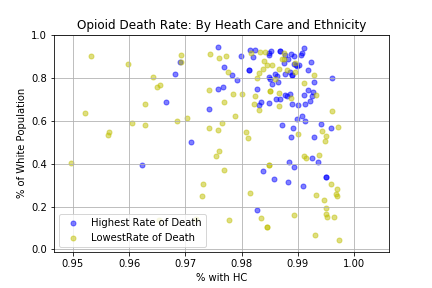 Opioid Death Rate: By Heath Care and Ethnicity
% of White Population
1.0
0.8
0.6
0.4
0.2
0.0
Highest Rate of Death
LowestRate of Death
0.95
0.96
0.97
0.98
0.99
1.00
% with HC